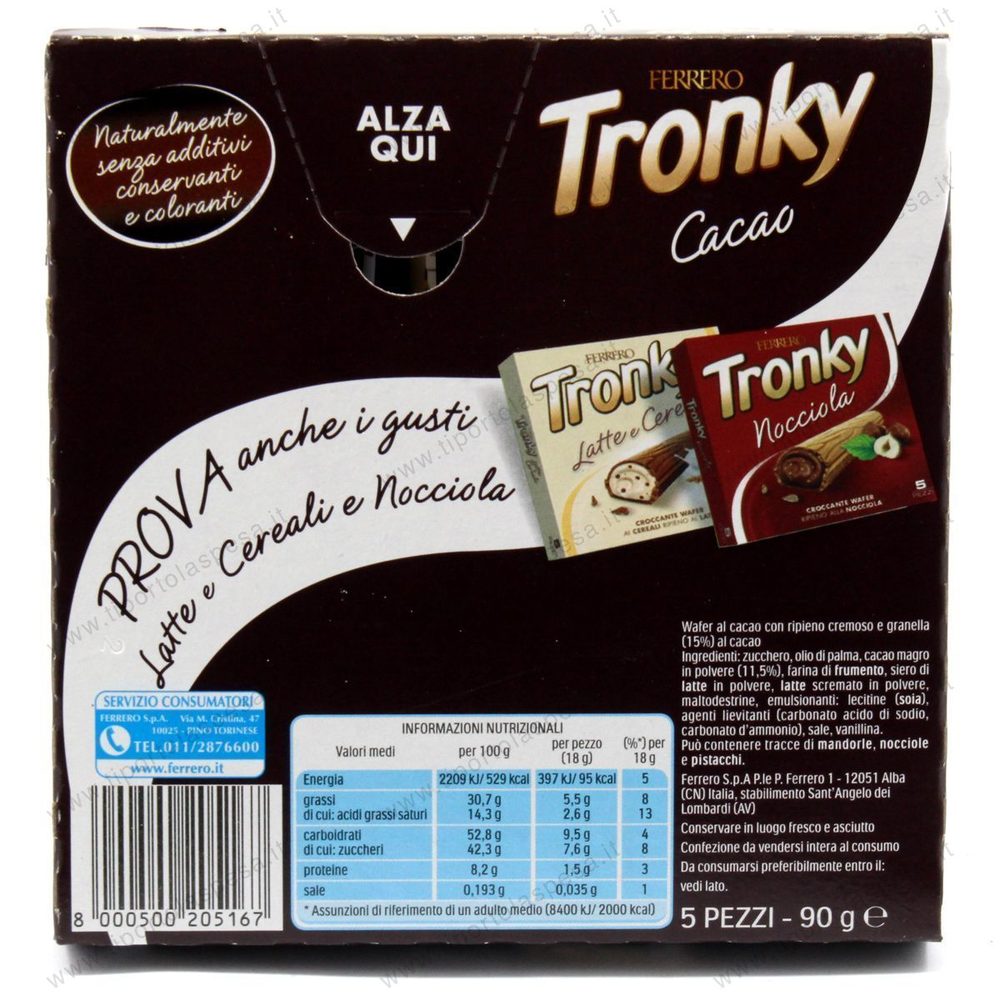 Naturalmente
senza additivi
conservanti
e coloranti
ALZA
QUI
FERRERO
Tronky
Cacao
PROVA anche i gusti
Latte e Cereali e Nocciola
FERRERO
Tronk
Latte e Cere
CROCCANTE WAFER
AI CEREALI RIPIENO AL LAT
FERRERO
Tronky
Nocciola
Tronky
5
PEZZI
CROCCANTE WAFER
RIPIENO ALLA NOCCIOLA
SERVIZIO CONSUMATORI
FERRERO S.p.A. Via M. Cristina, 47
10025 - PINO TORINESE
TEL.011/2876600
www.ferrero.it
8 000500 205167
INFORMAZIONI NUTRIZIONALI
Valori medi per 100 g per pezzo (18 g) (%*) per 18 g
Energia 2209 kJ/ 529 kcal 397 kJ/ 95 kcal 5
grassi 30,7 g 5,5 g 8
di cui: acidi grassi saturi 14,3 g 2,6 g 13
carboidrati 52,8 g 9,5 g 4
di cui: zuccheri 42,3 g 7,6 g 8
proteine 8,2 g 1,5 g 3
sale 0,193 g 0,035 g 1
* Assunzioni di riferimento di un adulto medio (8400 kJ/ 2000 kcal)
Wafer al cacao con ripieno cremoso e granella
(15%) al cacao
Ingredienti: zucchero, olio di palma, cacao magro
in polvere (11,5%), farina di frumento, siero di
latte in polvere, latte scremato in polvere,
maltodestrine, emulsionanti: lecitine (soia),
agenti lievitanti (carbonato acido di sodio,
carbonato d'ammonio), sale, vanillina.
Può contenere tracce di mandorle, nocciole
e pistacchi.
Ferrero S.p.A P.le P. Ferrero 1 - 12051 Alba
(CN) Italia, stabilimento Sant'Angelo dei
Lombardi (AV)
Conservare in luogo fresco e asciutto
Confezione da vendersi intera al consumo
Da consumarsi preferibilmente entro il:
vedi lato.
5 PEZZI - 90 g ℮
www.tiportolaspesa.it